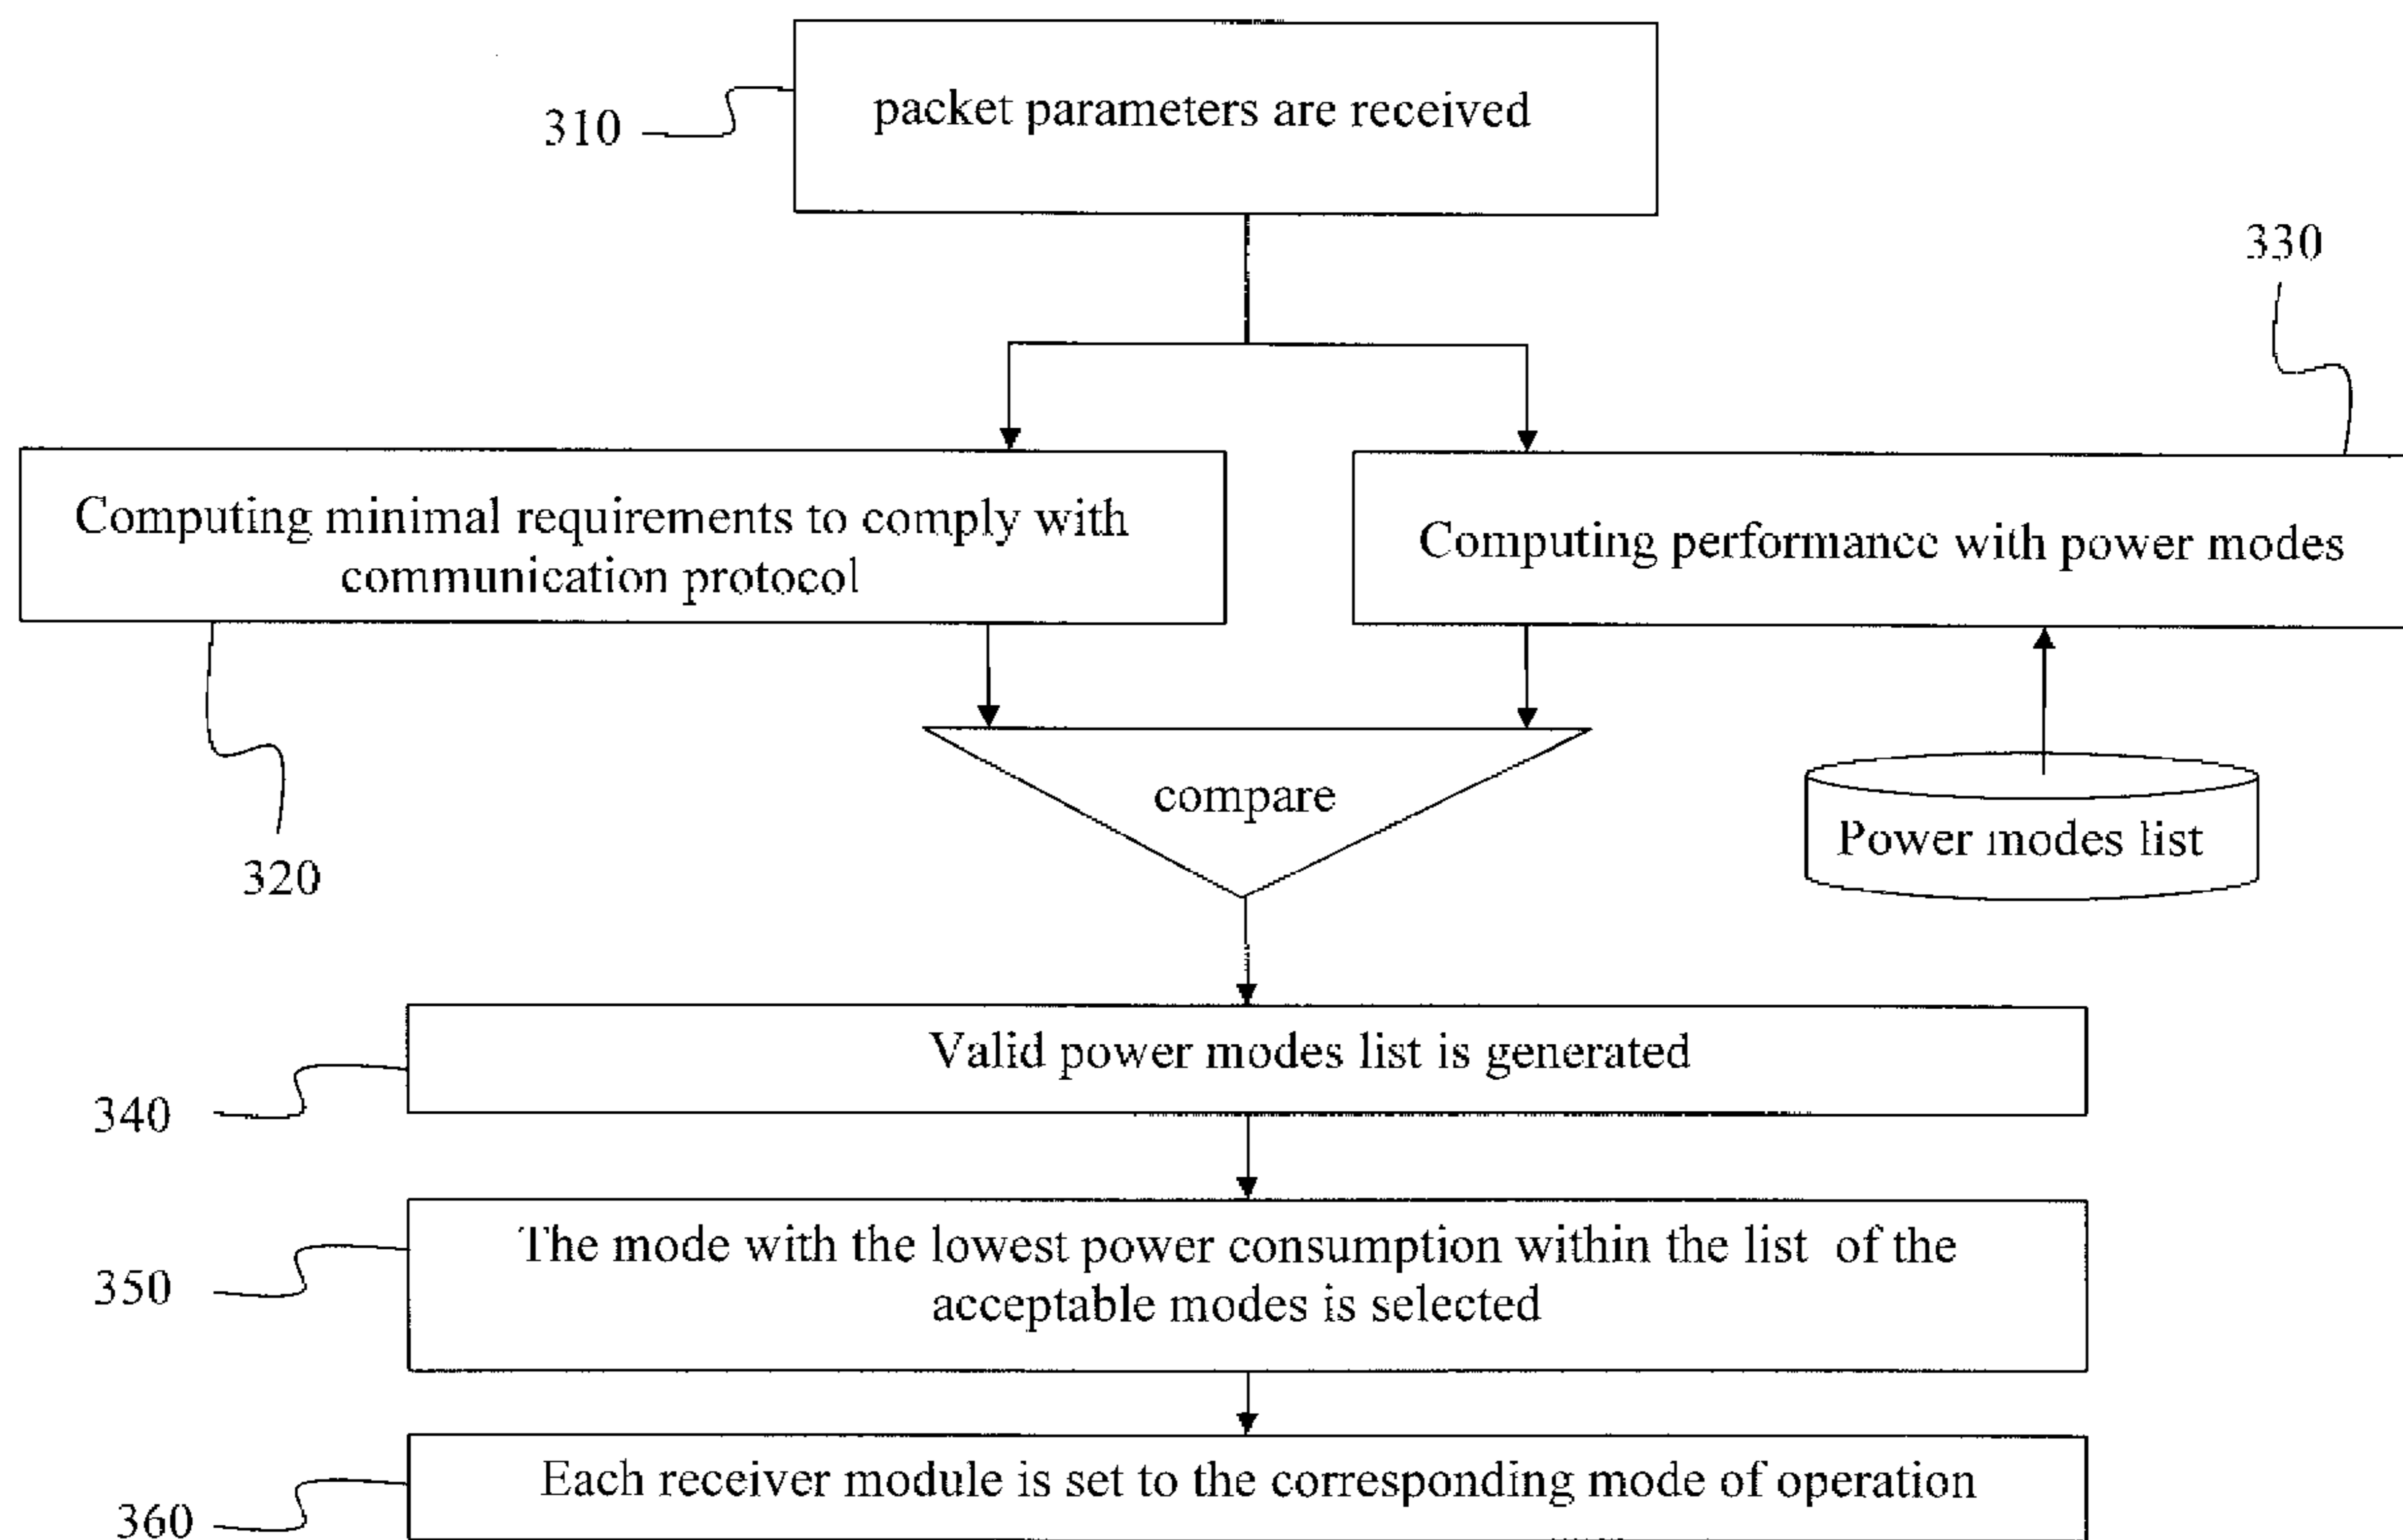 packet parameters are received
310
330
Computing minimal requirements to comply with
communication protocol
Computing performance with power modes
compare
Power modes list
320
Valid power modes list is generated
340
The mode with the lowest power consumption within the list of the
acceptable modes is selected
350
Each receiver module is set to the corresponding mode of operation
360